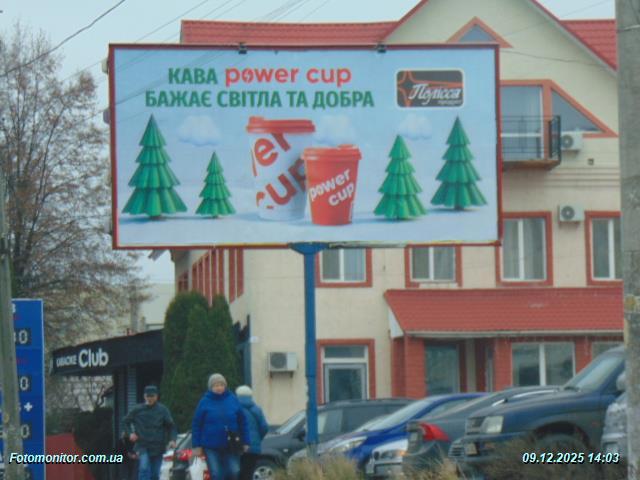 КАВА power cup
БАЖАЄ СВІТЛА ТА ДОБРА
Полісся
power
cup
KARAOKE Club
Fotomonitor.com.ua
09.12.2025 14:03